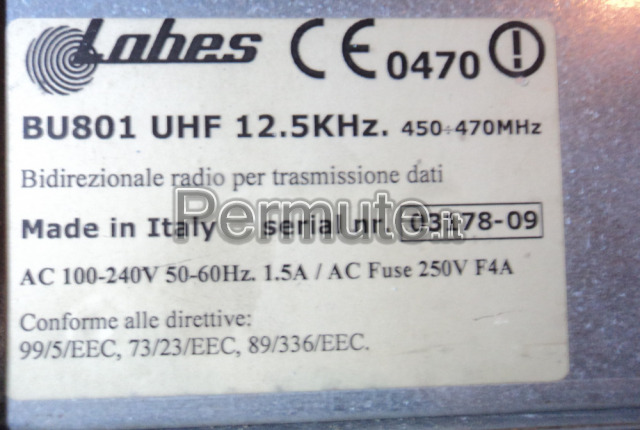 Labes CE 0470
BU801 UHF 12.5KHz. 450÷470MHz
Bidirezionale radio per trasmissione dati
Permute.it
Made in Italy serial nr.
AC 100-240V 50-60Hz. 1.5A / AC Fuse 250V F4A
Conforme alle direttive:
99/5/EEC, 73/23/EEC, 89/336/EEC.